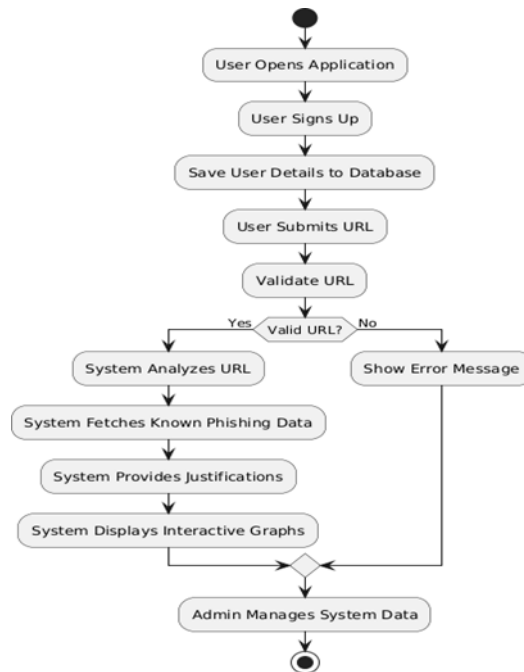 User Opens Application
User Signs Up
Save User Details to Database
User Submits URL
Validate URL
Yes
Valid URL?
No
System Analyzes URL
Show Error Message
System Fetches Known Phishing Data
System Provides Justifications
System Displays Interactive Graphs
Admin Manages System Data